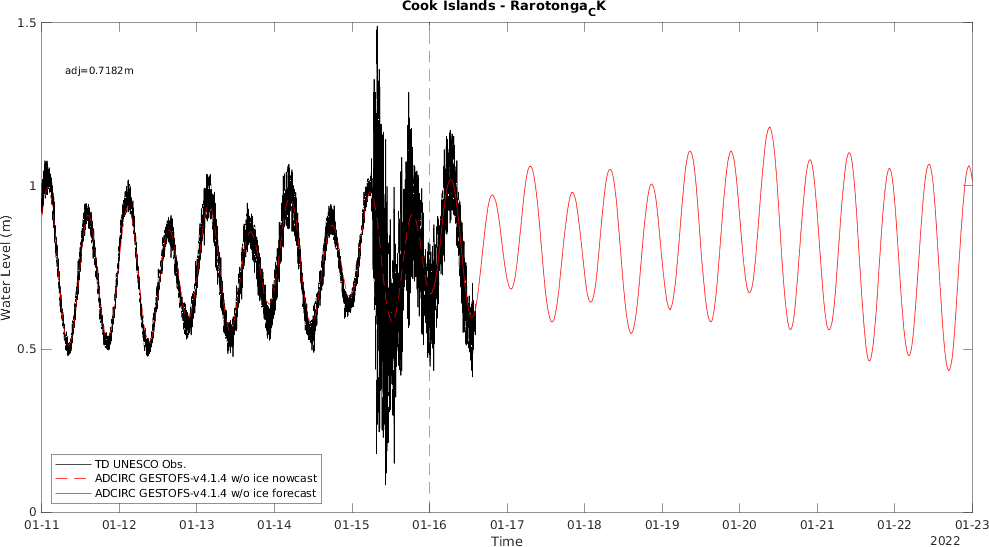 Cook Islands - Rarotonga_CK
1.5
adj=0.7182m
1
Water Level (m)
0.5
TD UNESCO Obs.
ADCIRC GESTOFS-v4.1.4 w/o ice nowcast
ADCIRC GESTOFS-v4.1.4 w/o ice forecast
0
01-11 01-12 01-13 01-14 01-15 01-16 01-17 01-18 01-19 01-20 01-21 01-22 01-23
Time
2022